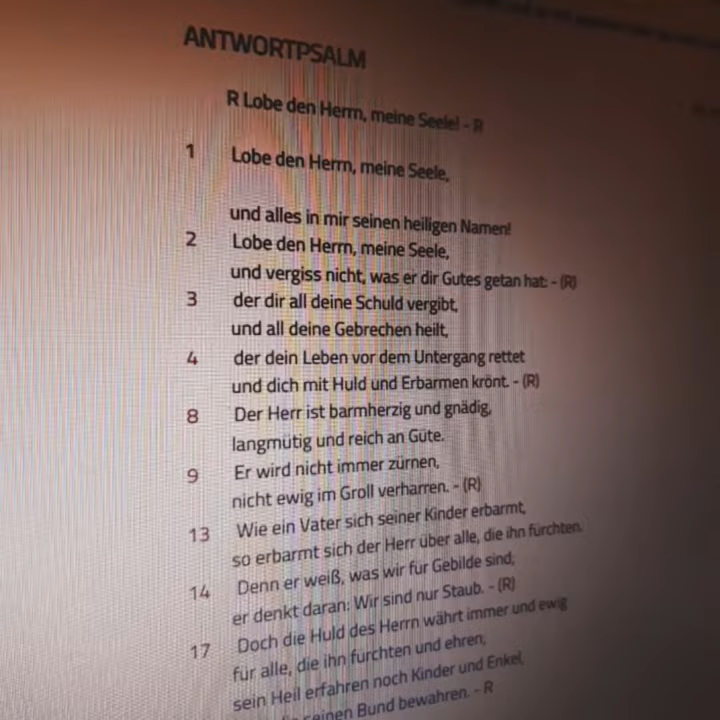 ANTWORTPSALM
R Lobe den Herrn, meine Seele! - R
1 Lobe den Herrn, meine Seele,
und alles in mir seinen heiligen Namen!
2 Lobe den Herrn, meine Seele,
und vergiss nicht, was er dir Gutes getan hat: - (R)
3 der dir all deine Schuld vergibt,
und all deine Gebrechen heilt,
4 der dein Leben vor dem Untergang rettet
und dich mit Huld und Erbarmen krönt. - (R)
8 Der Herr ist barmherzig und gnädig,
langmütig und reich an Güte.
9 Er wird nicht immer zürnen,
nicht ewig im Groll verharren. - (R)
13 Wie ein Vater sich seiner Kinder erbarmt,
so erbarmt sich der Herr über alle, die ihn fürchten.
14 Denn er weiß, was wir für Gebilde sind;
er denkt daran: Wir sind nur Staub. - (R)
17 Doch die Huld des Herrn währt immer und ewig
für alle, die ihn fürchten und ehren;
sein Heil erfahren noch Kinder und Enkel,
seinen Bund bewahren. - R